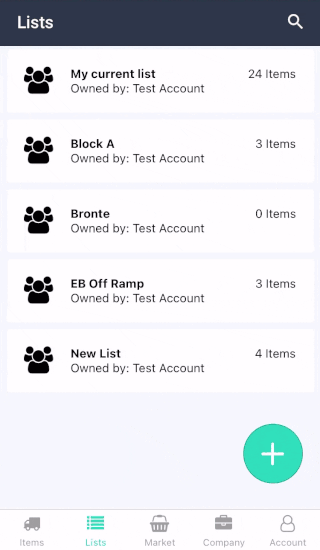 Lists
My current list 24 Items
Owned by: Test Account
Block A 3 Items
Owned by: Test Account
Bronte 0 Items
Owned by: Test Account
EB Off Ramp 3 Items
Owned by: Test Account
New List 4 Items
Owned by: Test Account
Items Lists Market Company Account